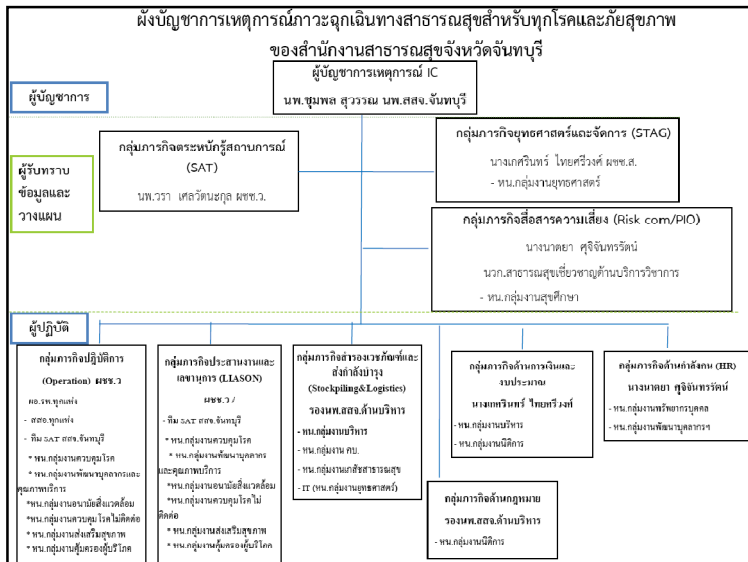 ผังบัญชาการเหตุการณ์ภาวะฉุกเฉินทางสาธารณสุขสำหรับทุกโรคและภัยสุขภาพ
ของสำนักงานสาธารณสุขจังหวัดจันทบุรี
ผู้บัญชาการ
ผู้บัญชาการเหตุการณ์ IC
นพ.ชุมพล สุวรรณ นพ.สสจ.จันทบุรี
ผู้รับทราบ
ข้อมูลและ
วางแผน
กลุ่มภารกิจตระหนักรู้สถานการณ์
(SAT)
นพ.วรา เศลวัตนะกุล ผชช.ว.
กลุ่มภารกิจยุทธศาสตร์และจัดการ (STAG)
นางเกศรินทร์ ไทยศรีวงศ์ ผชช.ส.
- หน.กลุ่มงานยุทธศาสตร์
กลุ่มภารกิจสื่อสารความเสี่ยง (Risk com/PIO)
นางนาตยา ศุจิจันทรรัตน์
นวก.สาธารณสุขเชี่ยวชาญด้านบริการวิชาการ
- หน.กลุ่มงานสุขศึกษา
ผู้ปฏิบัติ
กลุ่มภารกิจปฏิบัติการ
(Operation) ผชช.ว
ผอ.รพ.ทุกแห่ง
- สสอ.ทุกแห่ง
- ทีม SAT สสจ.จันทบุรี
* หน.กลุ่มงานควบคุมโรค
* หน.กลุ่มงานพัฒนาบุคลากรและ
คุณภาพบริการ
*หน.กลุ่มงานอนามัยสิ่งแวดล้อม
*หน.กลุ่มงานควบคุมโรคไม่ติดต่อ
*หน.กลุ่มงานส่งเสริมสุขภาพ
*หน.กลุ่มงานคุ้มครองผู้บริโภค
กลุ่มภารกิจประสานงานและ
เลขานุการ (LIASON)
ผชช.ว /
- ทีม SAT สสจ.จันทบุรี
*หน.กลุ่มงานควบคุมโรค
* หน.กลุ่มงานพัฒนาบุคลากร
และคุณภาพบริการ
*หน.กลุ่มงานอนามัยสิ่งแวดล้อม
*หน.กลุ่มงานควบคุมโรคไม่
ติดต่อ
* หน.กลุ่มงานส่งเสริมสุขภาพ
* หน.กลุ่มงานคุ้มครองผู้บริโภค
กลุ่มภารกิจสำรองเวชภัณฑ์และ
ส่งกำลังบำรุง
(Stockpiling&Logistics)
รองนพ.สสจ.ด้านบริหาร
-หน.กลุ่มงานบริหาร
-หน.กลุ่มงาน คบ.
-หน.กลุ่มงานเภสัชสาธารณสุข
- IT (หน.กลุ่มงานยุทธศาสตร์)
กลุ่มภารกิจด้านการเงินและ
งบประมาณ
นางเกศรินทร์ ไทยศรีวงศ์
-หน.กลุ่มงานบริหาร
-หน.กลุ่มงานนิติการ
กลุ่มภารกิจด้านกำลังคน (HR)
นางนาตยา ศุจิจันทรรัตน์
-หน.กลุ่มงานทรัพยากรบุคคล
-หน.กลุ่มงานพัฒนาบุคลากรฯ
กลุ่มภารกิจด้านกฎหมาย
รองนพ.สสจ.ด้านบริหาร
- หน.กลุ่มงานนิติการ